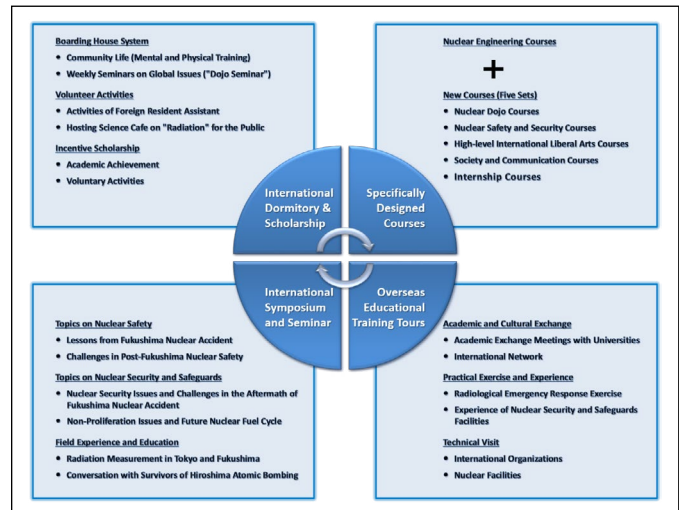 Boarding House System
• Community Life (Mental and Physical Training)
• Weekly Seminars on Global Issues ("Dojo Seminar")
Volunteer Activities
• Activities of Foreign Resident Assistant
• Hosting Science Cafe on "Radiation" for the Public
Incentive Scholarship
• Academic Achievement
• Voluntary Activities
Nuclear Engineering Courses
+
New Courses (Five Sets)
• Nuclear Dojo Courses
• Nuclear Safety and Security Courses
• High-level International Liberal Arts Courses
• Society and Communication Courses
• Internship Courses
International
Dormitory &
Scholarship
Specifically
Designed
Courses
International
Symposium
and Seminar
Overseas
Educational
Training Tours
Topics on Nuclear Safety
• Lessons from Fukushima Nuclear Accident
• Challenges in Post-Fukushima Nuclear Safety
Topics on Nuclear Security and Safeguards
• Nuclear Security Issues and Challenges in the Aftermath of
Fukushima Nuclear Accident
• Non-Proliferation Issues and Future Nuclear Fuel Cycle
Field Experience and Education
• Radiation Measurement in Tokyo and Fukushima
• Conversation with Survivors of Hiroshima Atomic Bombing
Academic and Cultural Exchange
• Academic Exchange Meetings with Universities
• International Network
Practical Exercise and Experience
• Radiological Emergency Response Exercise
• Experience of Nuclear Security and Safeguards
Facilities
Technical Visit
• International Organizations
• Nuclear Facilities